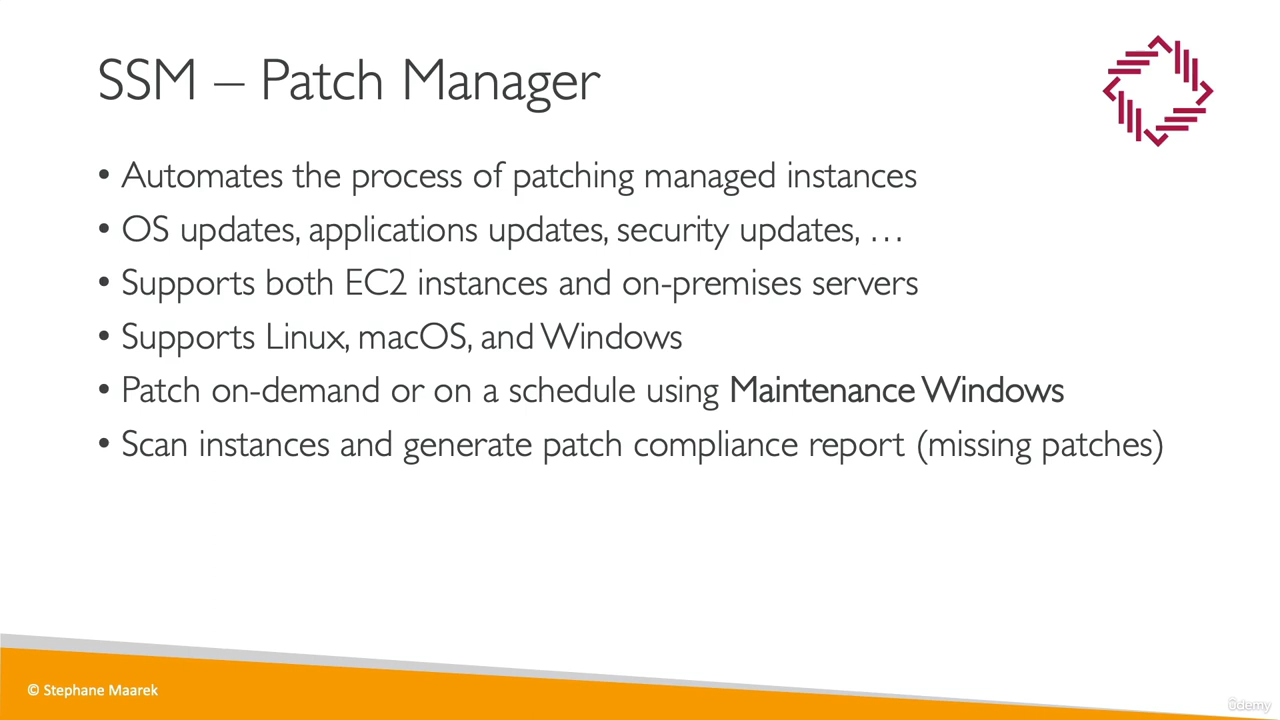 SSM – Patch Manager
• Automates the process of patching managed instances
• OS updates, applications updates, security updates, …
• Supports both EC2 instances and on-premises servers
• Supports Linux, macOS, and Windows
• Patch on-demand or on a schedule using Maintenance Windows
• Scan instances and generate patch compliance report (missing patches)
© Stephane Maarek
ûdemy